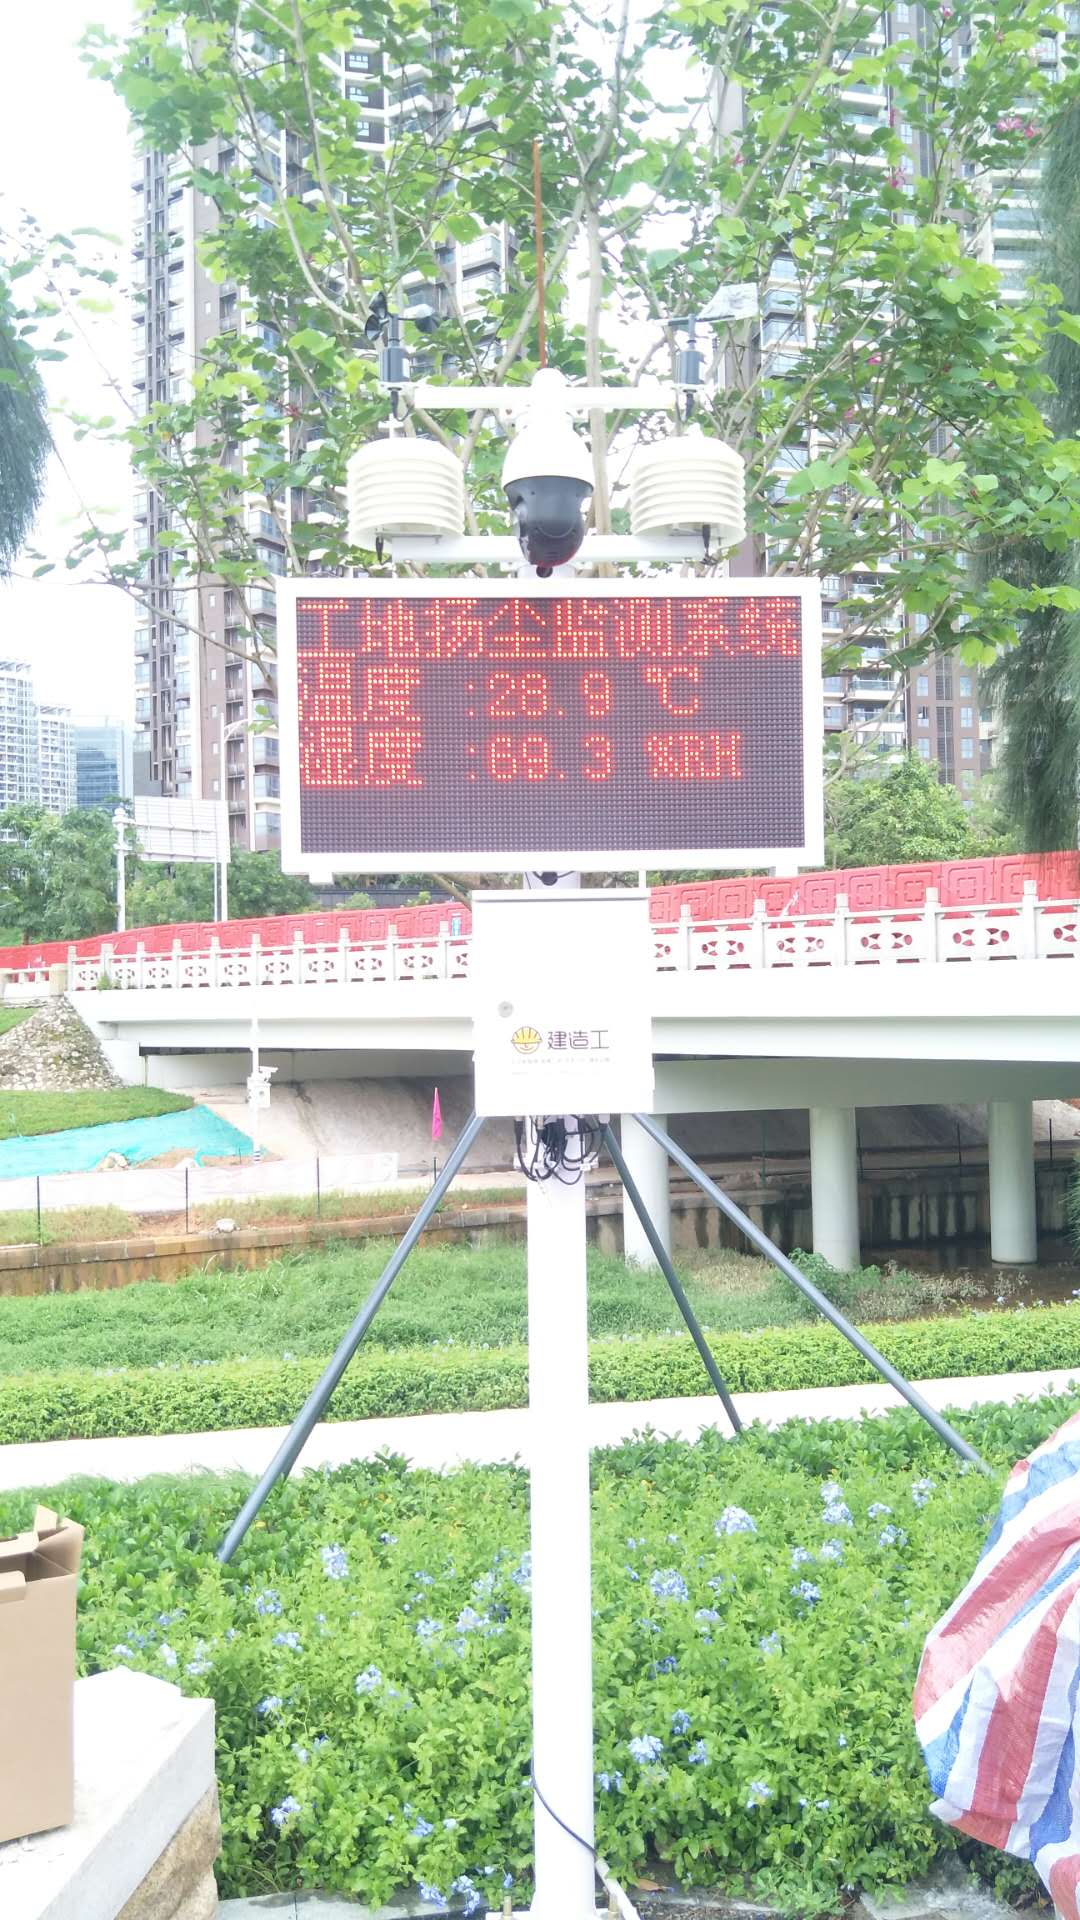 工地扬尘监测系统
温度 :28.9 ℃
湿度 :69.3 %RH
建造工